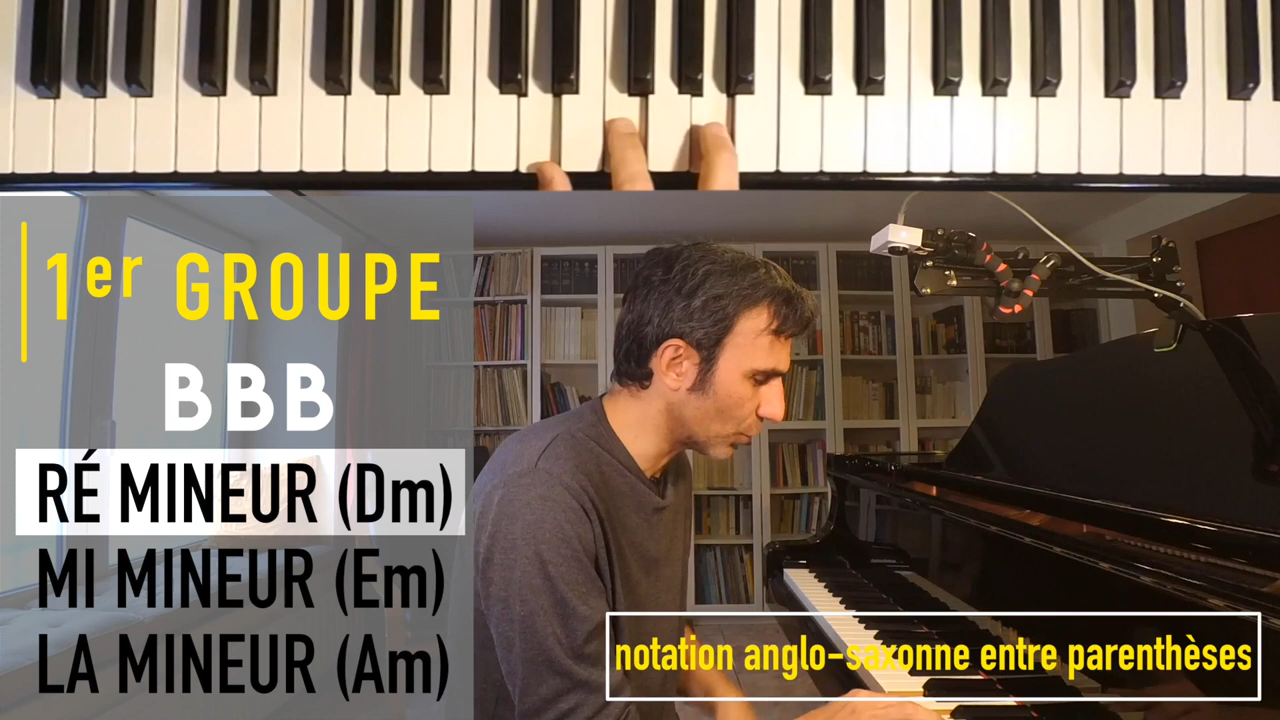 1er GROUPE
BBB
RÉ MINEUR (Dm)
MI MINEUR (Em)
LA MINEUR (Am)
notation anglo-saxonne entre parenthèses